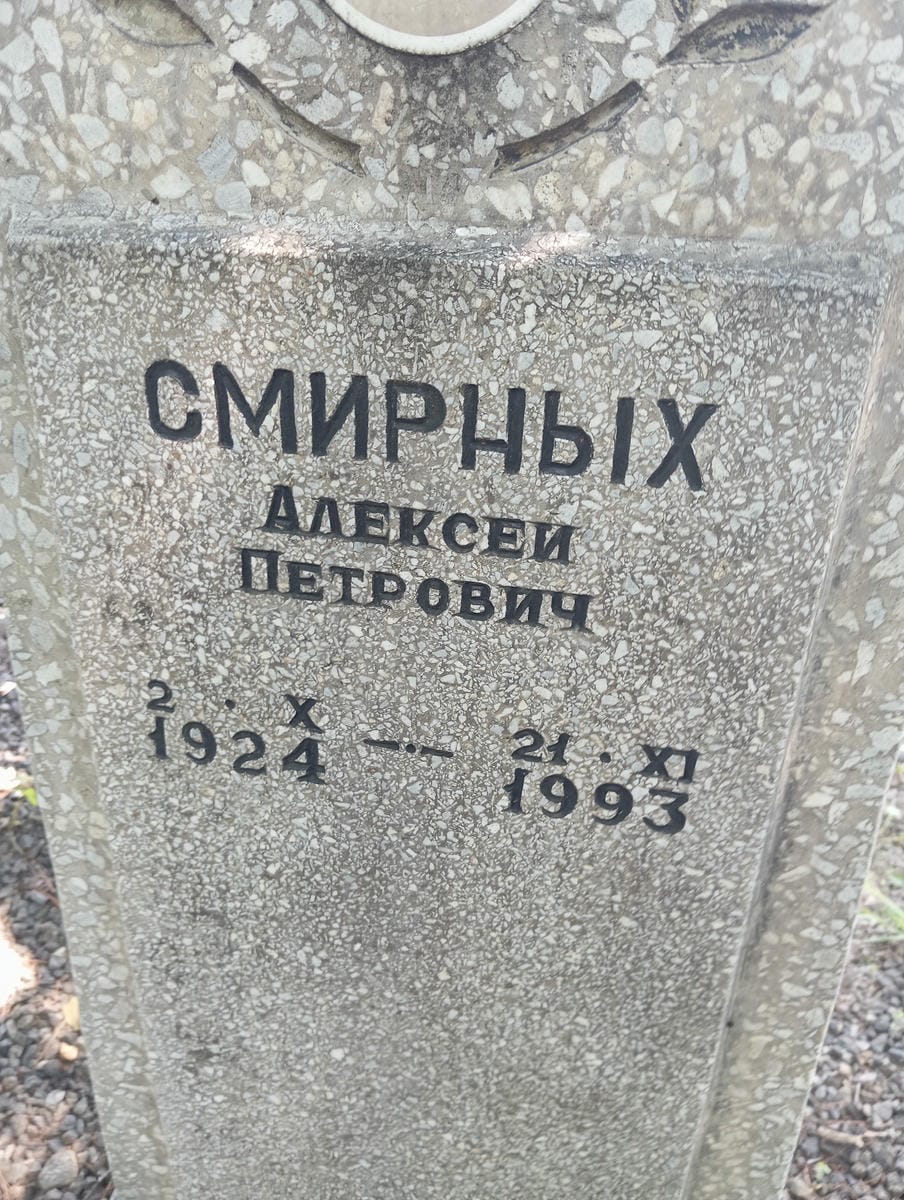 СМИРНЫХ
АЛЕКСЕЙ
ПЕТРОВИЧ
2 · X — · — 21 · XI
1924 1993